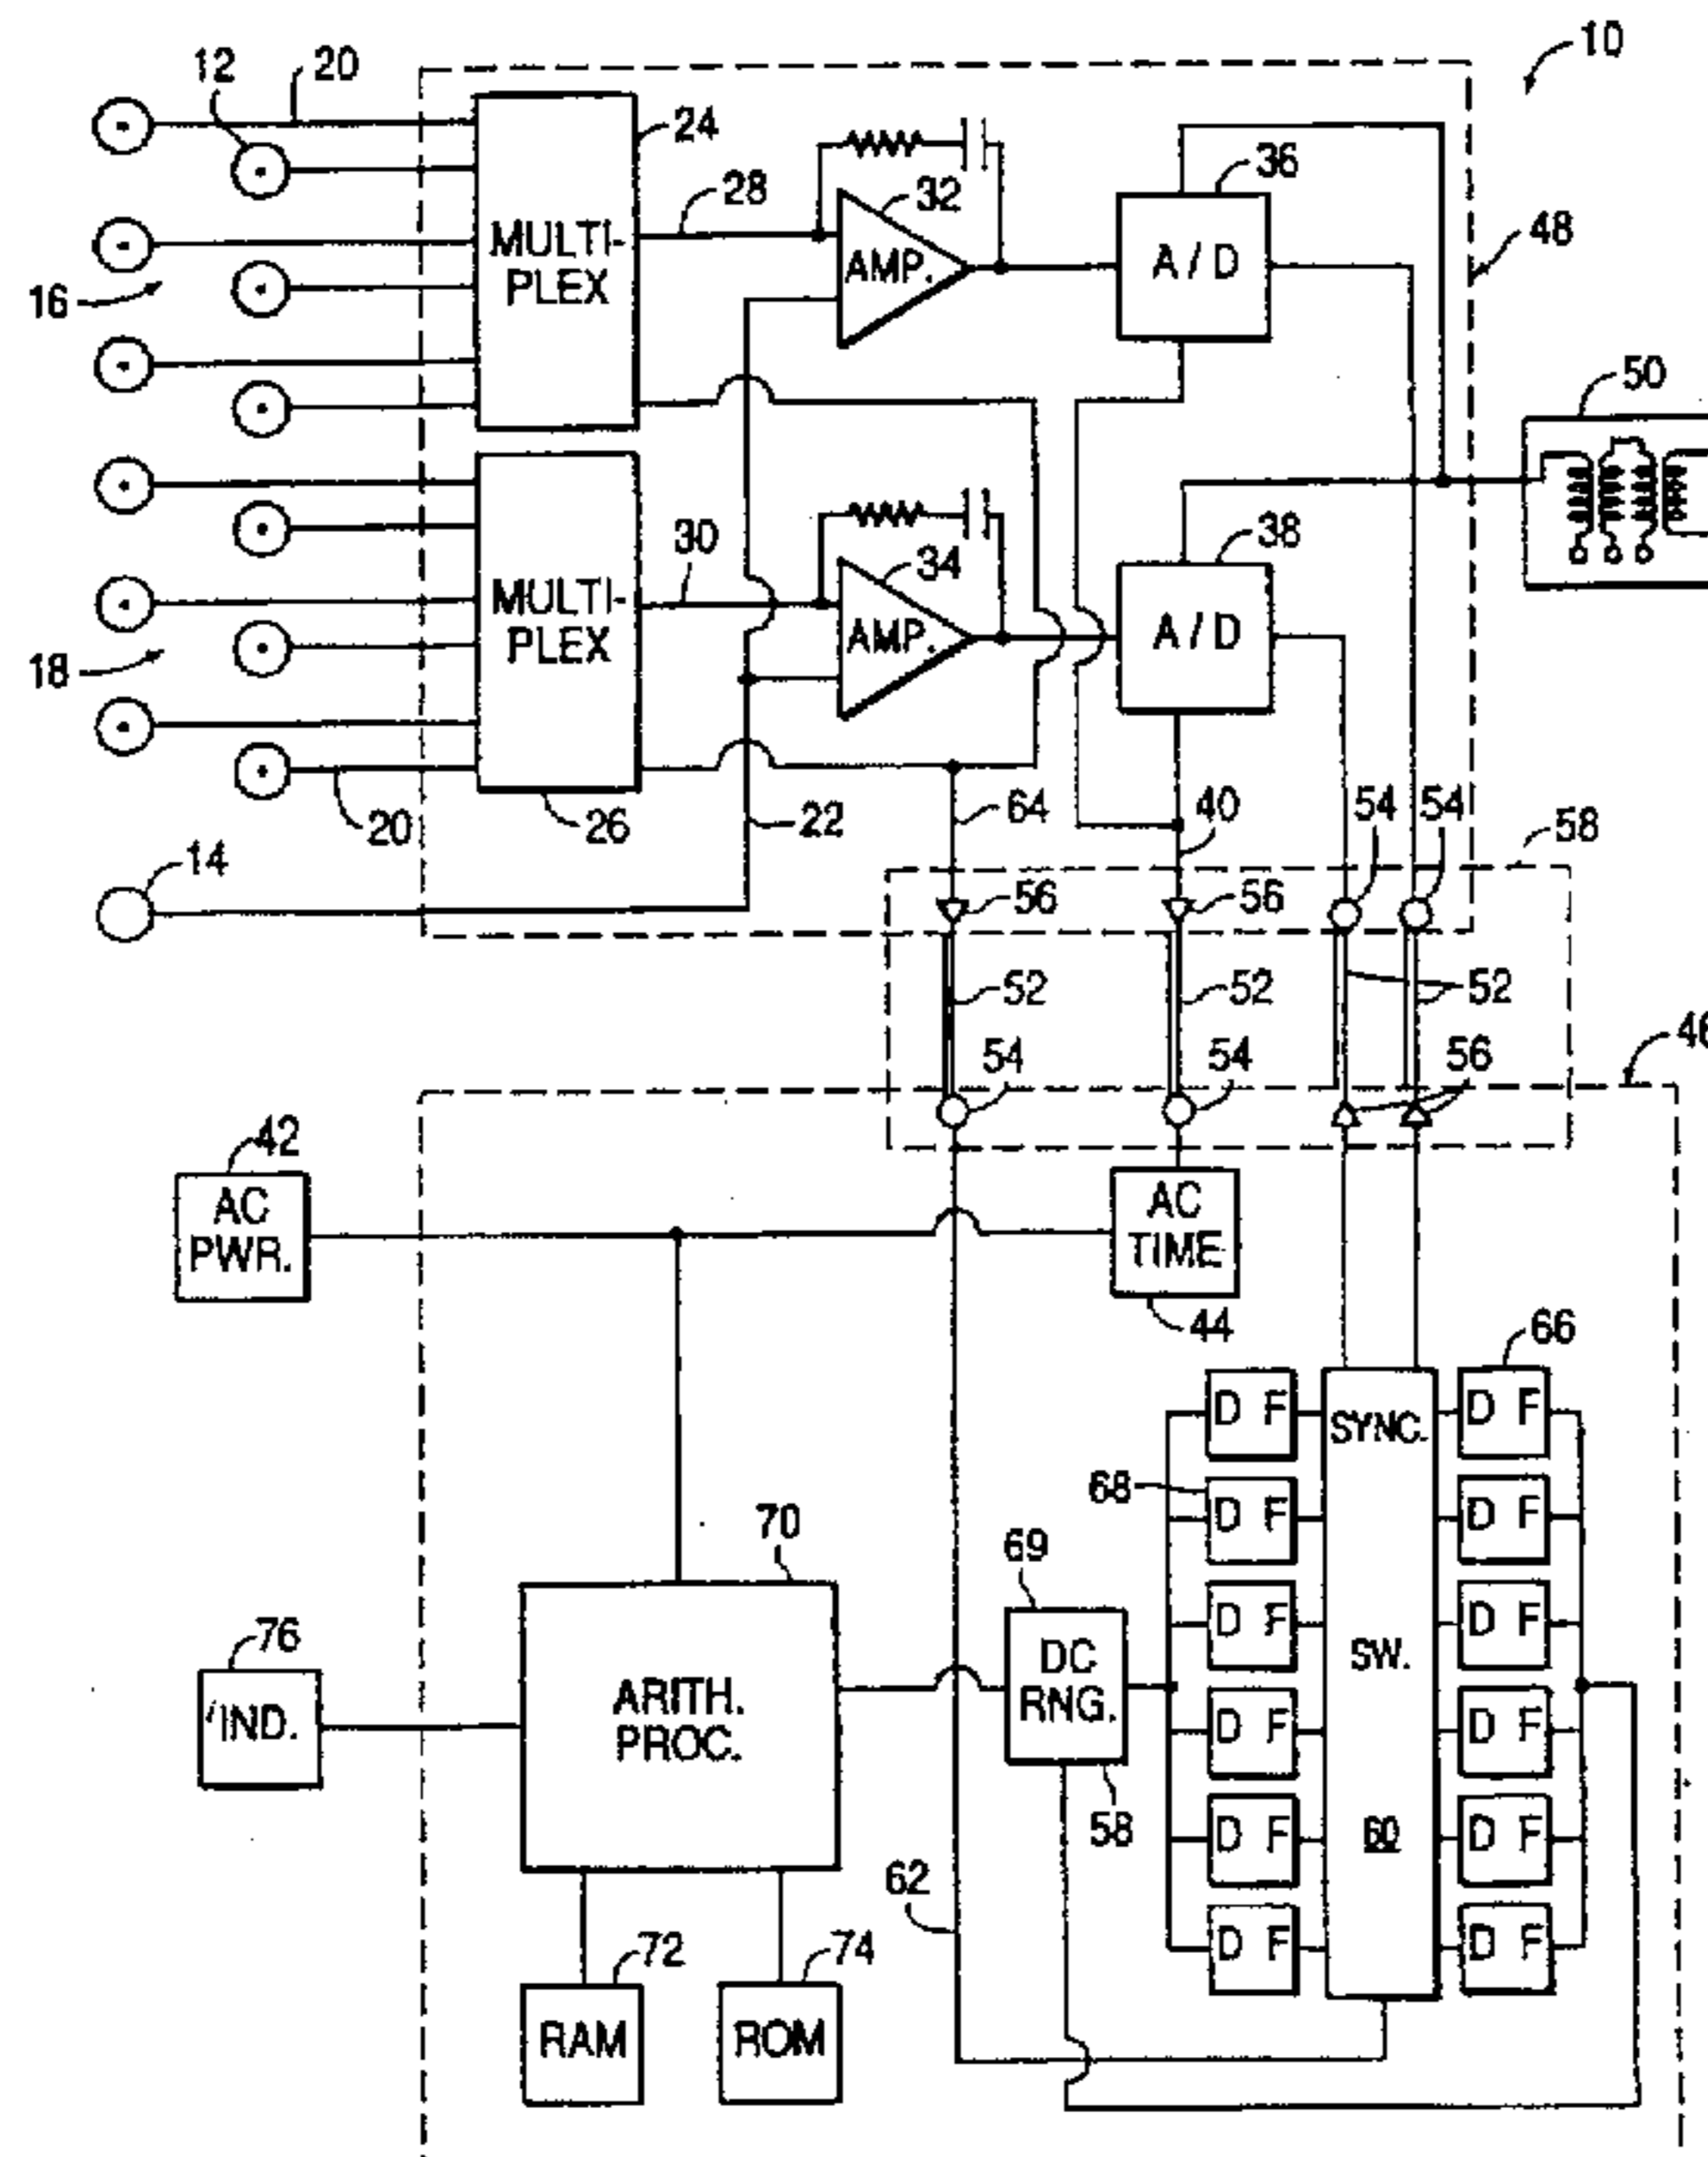 10
12
20
24
36
28
32
MULTI-
PLEX
AMP.
A / D
48
16
50
30
34
38
MULTI-
PLEX
AMP.
A / D
18
20
26
22
64
40
54
54
58
14
56
56
52
52
52
54
54
56
46
42
AC
PWR.
AC
TIME
44
66
D F
SYNC.
D F
68
D F
D F
70
69
76
D F
D F
DC
RNG.
SW.
ARITH.
PROC.
'IND.
D F
D F
58
D F
60
D F
62
D F
D F
72
74
RAM
ROM